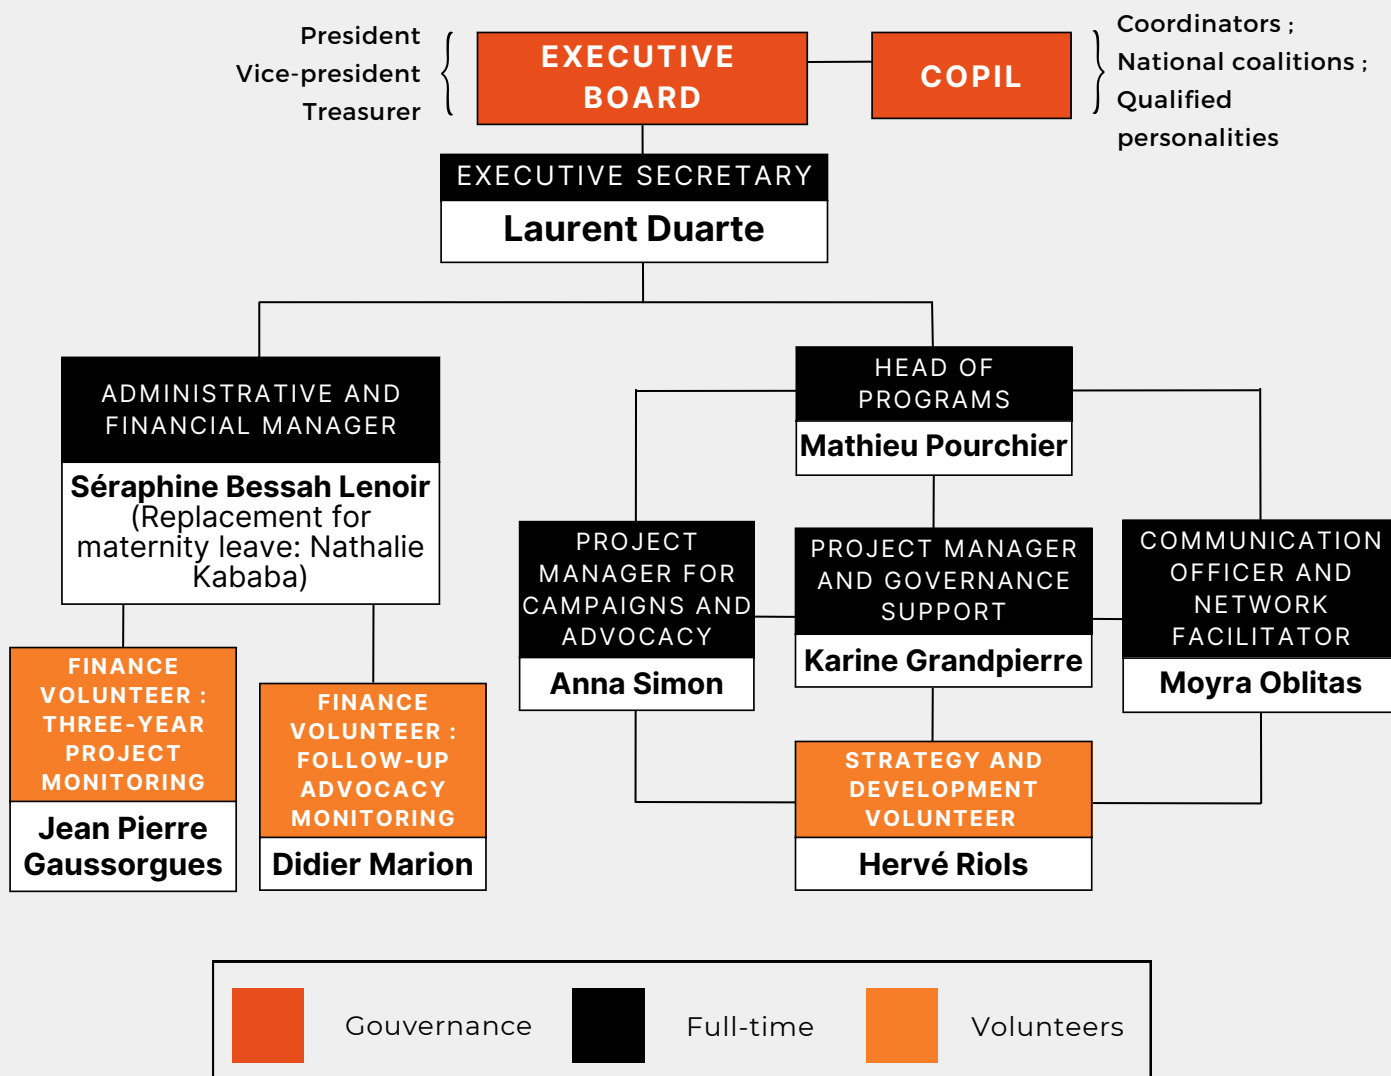 President
Vice-president
Treasurer
EXECUTIVE
BOARD
COPIL
Coordinators ;
National coalitions ;
Qualified
personalities
EXECUTIVE SECRETARY
Laurent Duarte
ADMINISTRATIVE AND
FINANCIAL MANAGER
Séraphine Bessah Lenoir
(Replacement for
maternity leave: Nathalie
Kababa)
HEAD OF
PROGRAMS
Mathieu Pourchier
PROJECT
MANAGER FOR
CAMPAIGNS AND
ADVOCACY
Anna Simon
PROJECT MANAGER
AND GOVERNANCE
SUPPORT
Karine Grandpierre
COMMUNICATION
OFFICER AND
NETWORK
FACILITATOR
Moyra Oblitas
FINANCE
VOLUNTEER :
THREE-YEAR
PROJECT
MONITORING
Jean Pierre
Gaussorgues
FINANCE
VOLUNTEER :
FOLLOW-UP
ADVOCACY
MONITORING
Didier Marion
STRATEGY AND
DEVELOPMENT
VOLUNTEER
Hervé Riols
Gouvernance
Full-time
Volunteers